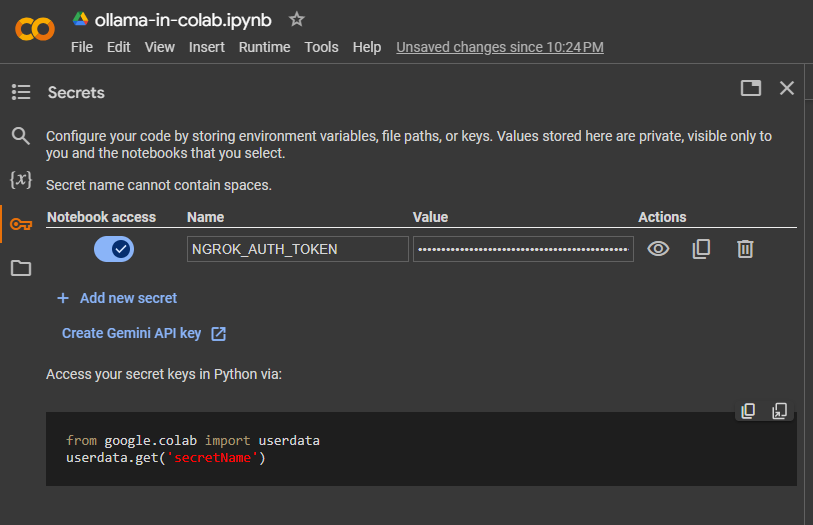 ollama-in-colab.ipynb
File Edit View Insert Runtime Tools Help Unsaved changes since 10:24 PM
Secrets
Configure your code by storing environment variables, file paths, or keys. Values stored here are private, visible only to
you and the notebooks that you select.
Secret name cannot contain spaces.
Notebook access Name Value Actions
NGROK_AUTH_TOKEN ••••••••••••••••••••••••••••••••••••••••••••••
+ Add new secret
Create Gemini API key
Access your secret keys in Python via:
from google.colab import userdata
userdata.get('secretName')